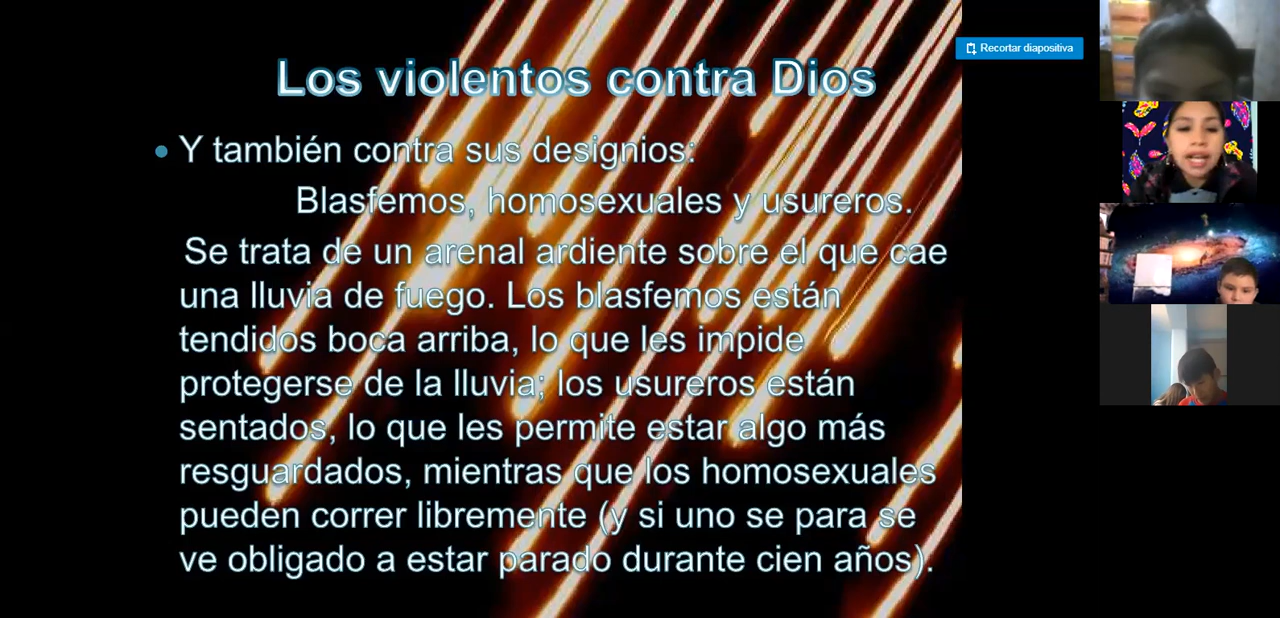 Recortar diapositiva
Los violentos contra Dios
• Y también contra sus designios:
Blasfemos, homosexuales y usureros.
Se trata de un arenal ardiente sobre el que cae
una lluvia de fuego. Los blasfemos están
tendidos boca arriba, lo que les impide
protegerse de la lluvia; los usureros están
sentados, lo que les permite estar algo más
resguardados, mientras que los homosexuales
pueden correr libremente (y si uno se para se
ve obligado a estar parado durante cien años).